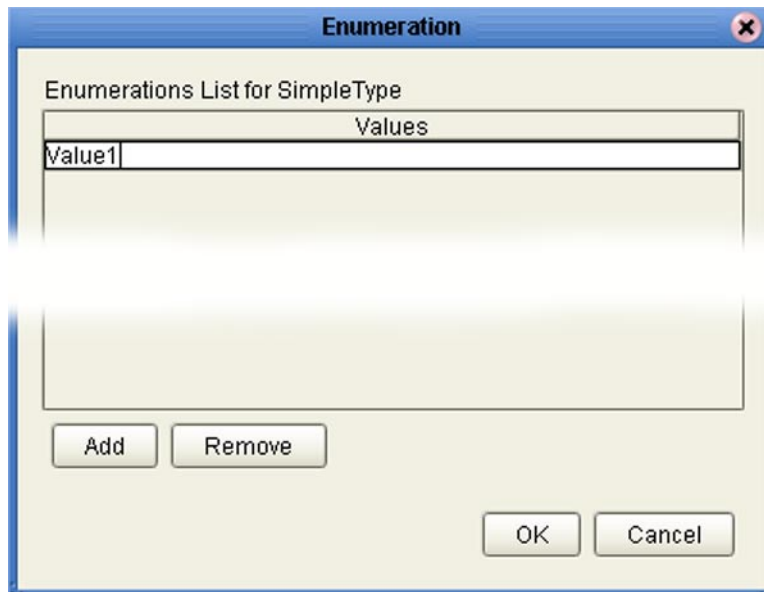 Enumeration
Enumerations List for SimpleType
Values
Value1
Add Remove
OK Cancel